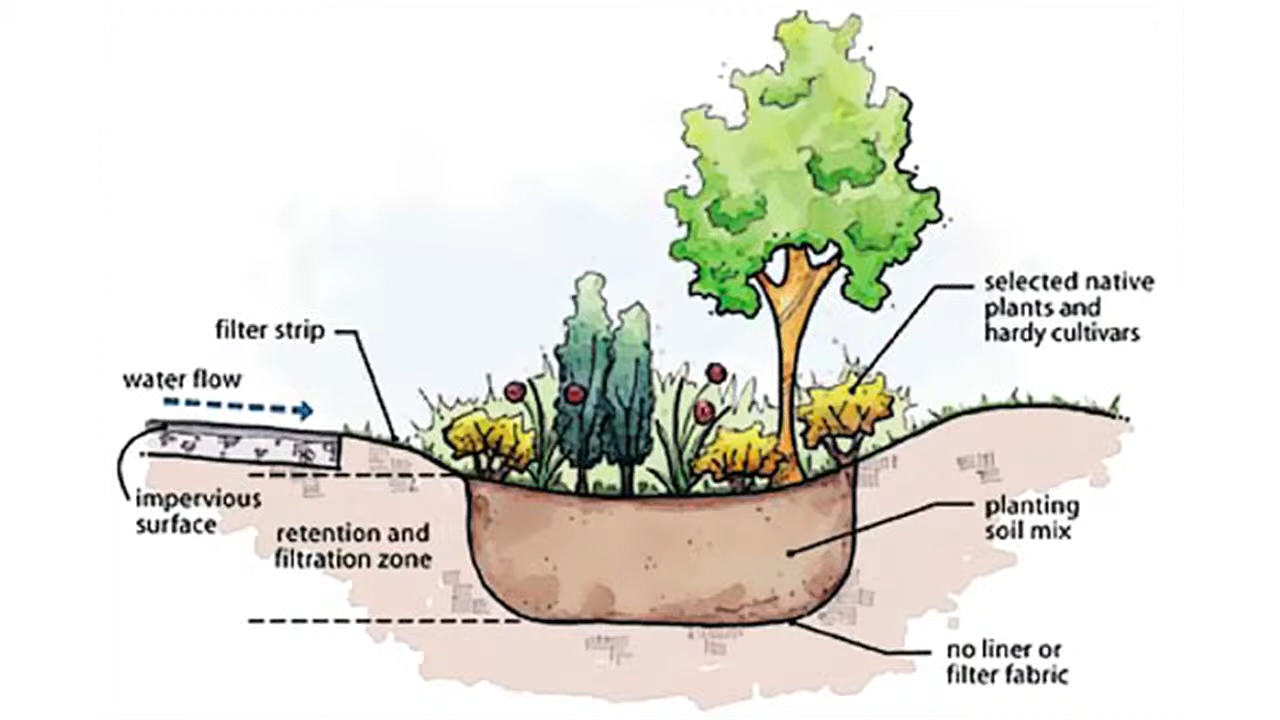 selected native
plants and
hardy cultivars
filter strip
water flow
impervious
surface
retention and
filtration zone
planting
soil mix
no liner or
filter fabric